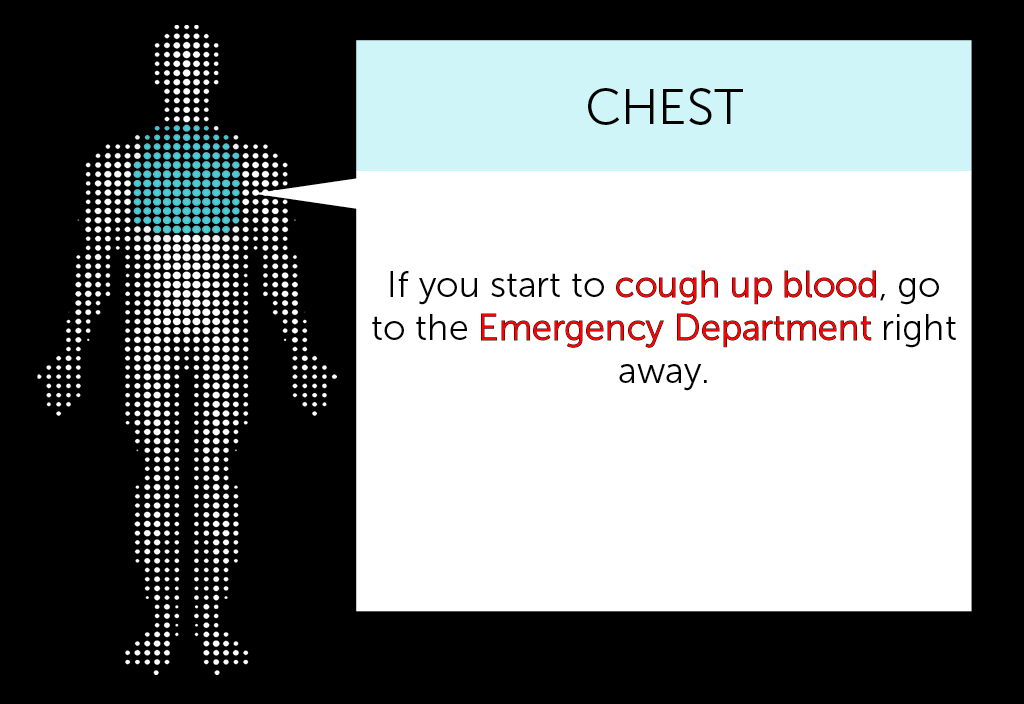 CHEST
If you start to cough up blood, go
to the Emergency Department right
away.